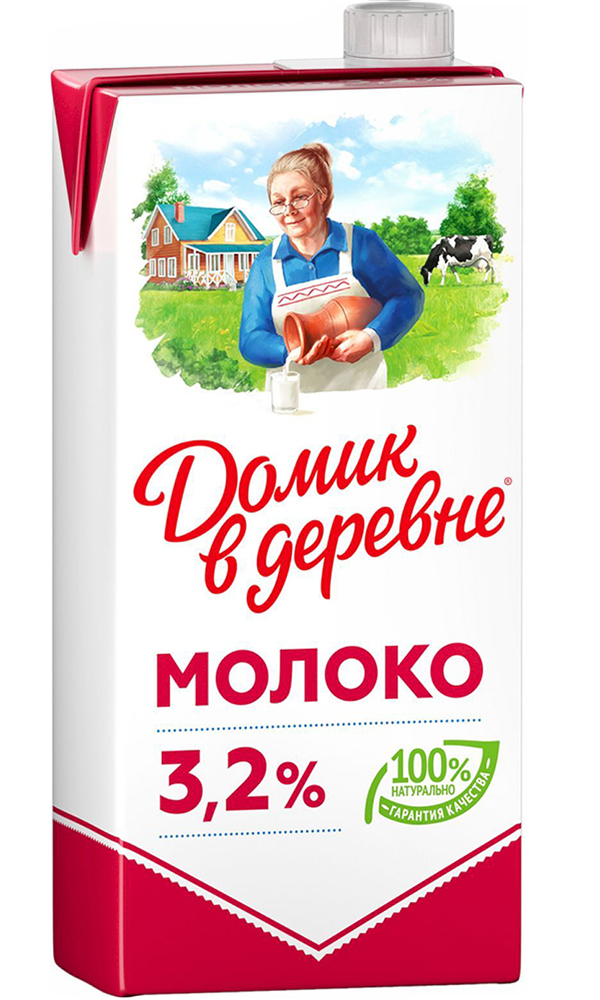 Домик
в деревне®
МОЛОКО
3,2%
100%
НАТУРАЛЬНО
ГАРАНТИЯ КАЧЕСТВА